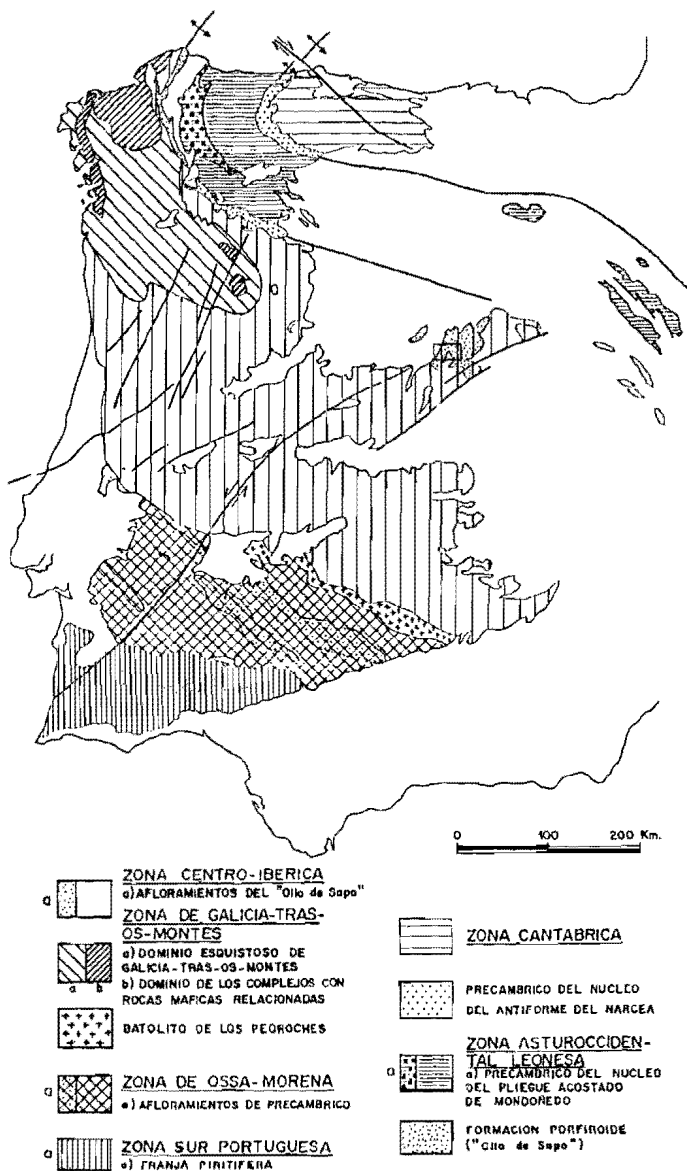 0 100 200 Km.
ZONA CENTRO-IBERICA
a
a) AFLORAMIENTOS DEL "Ollo de Sapo"
ZONA DE GALICIA-TRAS-
OS-MONTES
a) DOMINIO ESQUISTOSO DE
GALICIA-TRAS-OS-MONTES
a b
b) DOMINIO DE LOS COMPLEJOS CON
ROCAS MAFICAS RELACIONADAS
BATOLITO DE LOS PEDROCHES
a
ZONA DE OSSA-MORENA
a) AFLORAMIENTOS DE PRECAMBRICO
a
ZONA SUR PORTUGUESA
a) FRANJA PIRITIFERA
ZONA CANTABRICA
PRECAMBRICO DEL NUCLEO
DEL ANTIFORME DEL NARCEA
ZONA ASTUROCCIDEN-
TAL LEONESA
a
a) PRECAMBRICO DEL NUCLEO
DEL PLIEGUE ACOSTADO
DE MONDOÑEDO
FORMACION PORFIROIDE
("Ollo de Sapo")